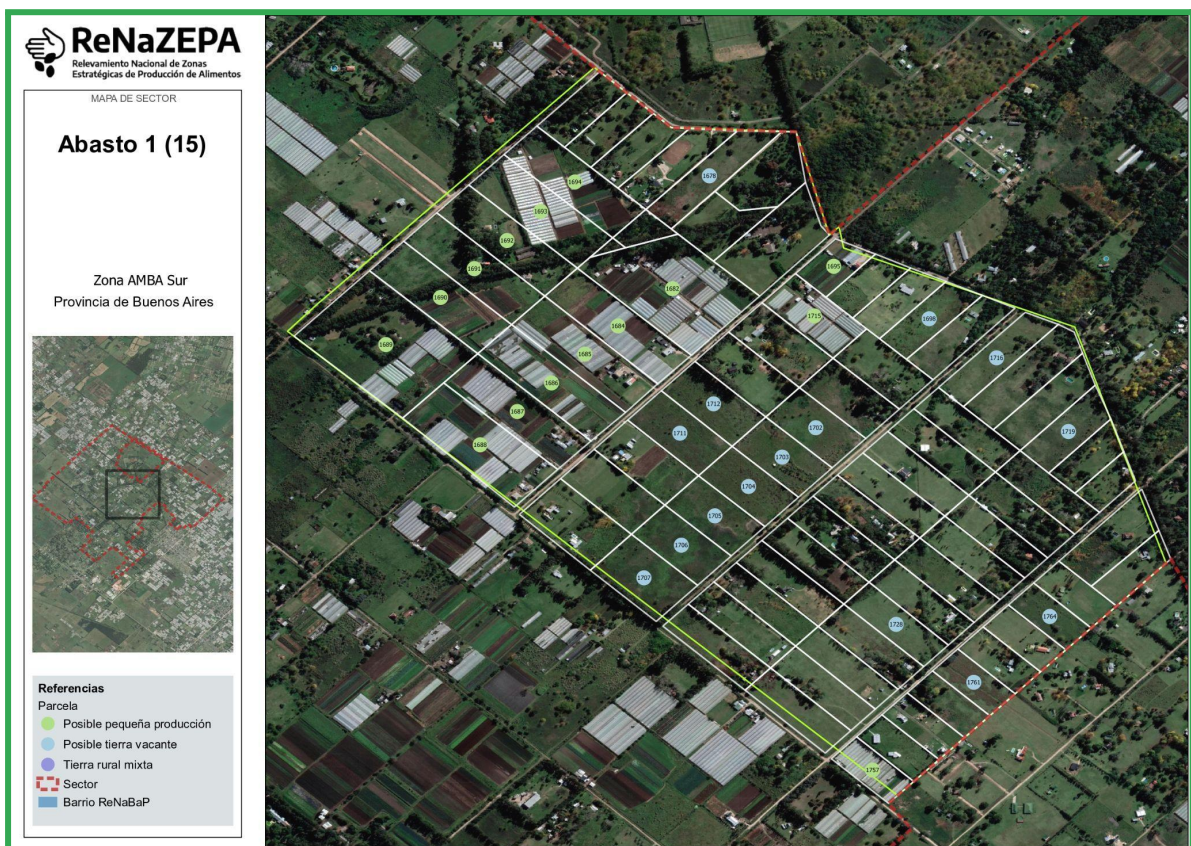 ReNaZEPA
Relevamiento Nacional de Zonas
Estratégicas de Producción de Alimentos
MAPA DE SECTOR
Abasto 1 (15)
Zona AMBA Sur
Provincia de Buenos Aires
Referencias
Parcela
Posible pequeña producción
Posible tierra vacante
Tierra rural mixta
Sector
Barrio ReNaBaP
1678
1694
1693
1692
1691
1695
1682
1690
1715
1698
1684
1689
1685
1716
1686
1712
1687
1702
1711
1719
1688
1703
1704
1705
1706
1707
1764
1728
1761
1757